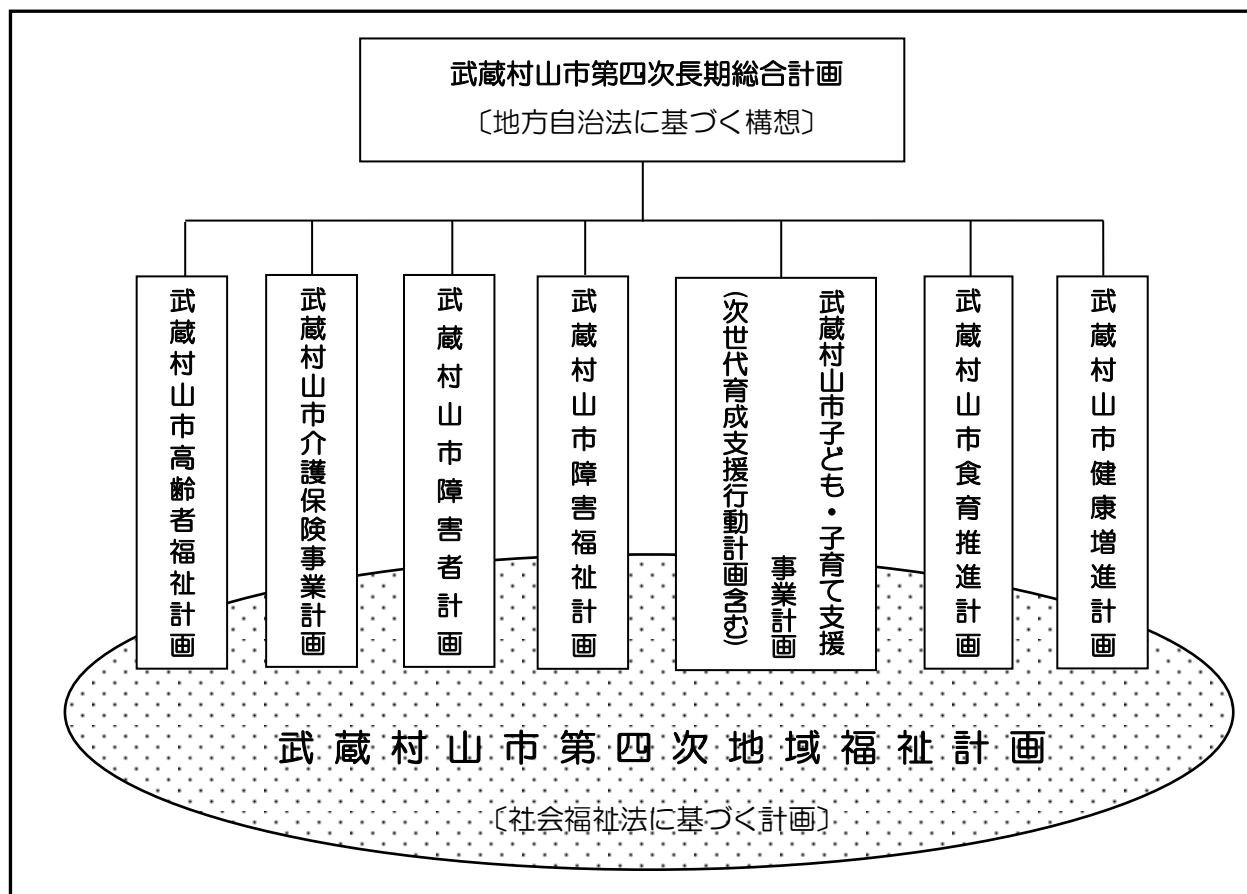 武蔵村山市第四次長期総合計画
〔地方自治法に基づく構想〕
武蔵村山市高齢者福祉計画
武蔵村山市介護保険事業計画
武蔵村山市障害者計画
武蔵村山市障害福祉計画
武蔵村山市子ども・子育て支援
事業計画
(次世代育成支援行動計画含む)
武蔵村山市食育推進計画
武蔵村山市健康増進計画
武蔵村山市第四次地域福祉計画
〔社会福祉法に基づく計画〕